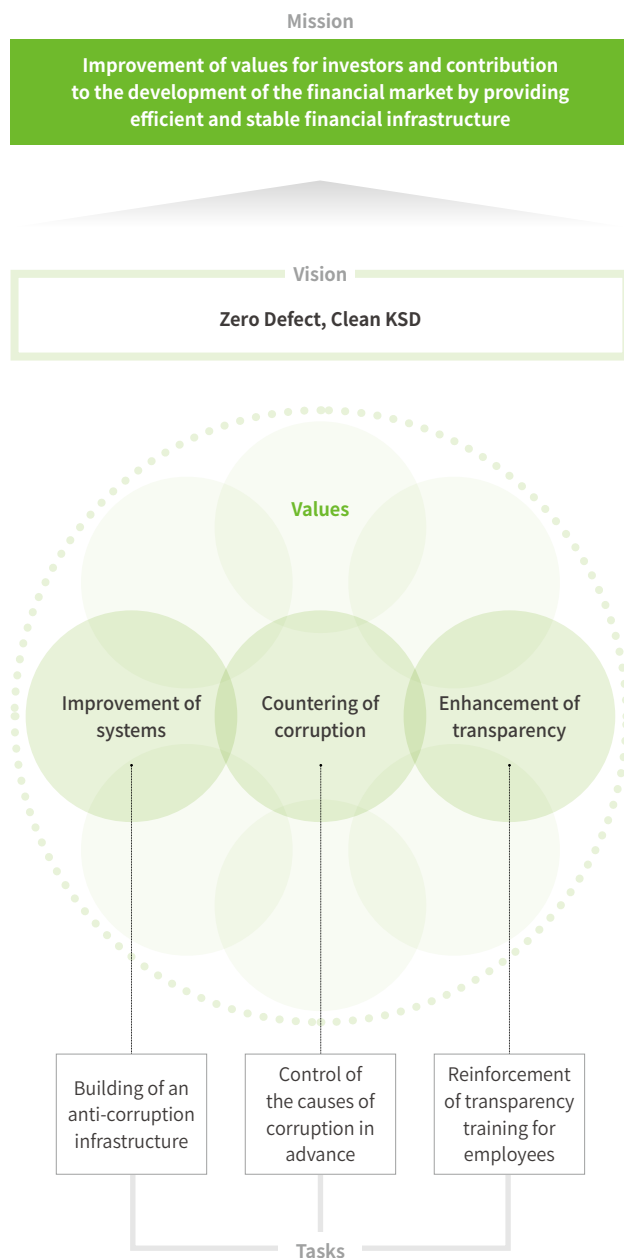 Mission
Improvement of values for investors and contribution
to the development of the financial market by providing
efficient and stable financial infrastructure
Vision
Zero Defect, Clean KSD
Values
Improvement of
systems
Countering of
corruption
Enhancement of
transparency
Building of an
anti-corruption
infrastructure
Control of
the causes of
corruption in
advance
Reinforcement
of transparency
training for
employees
Tasks